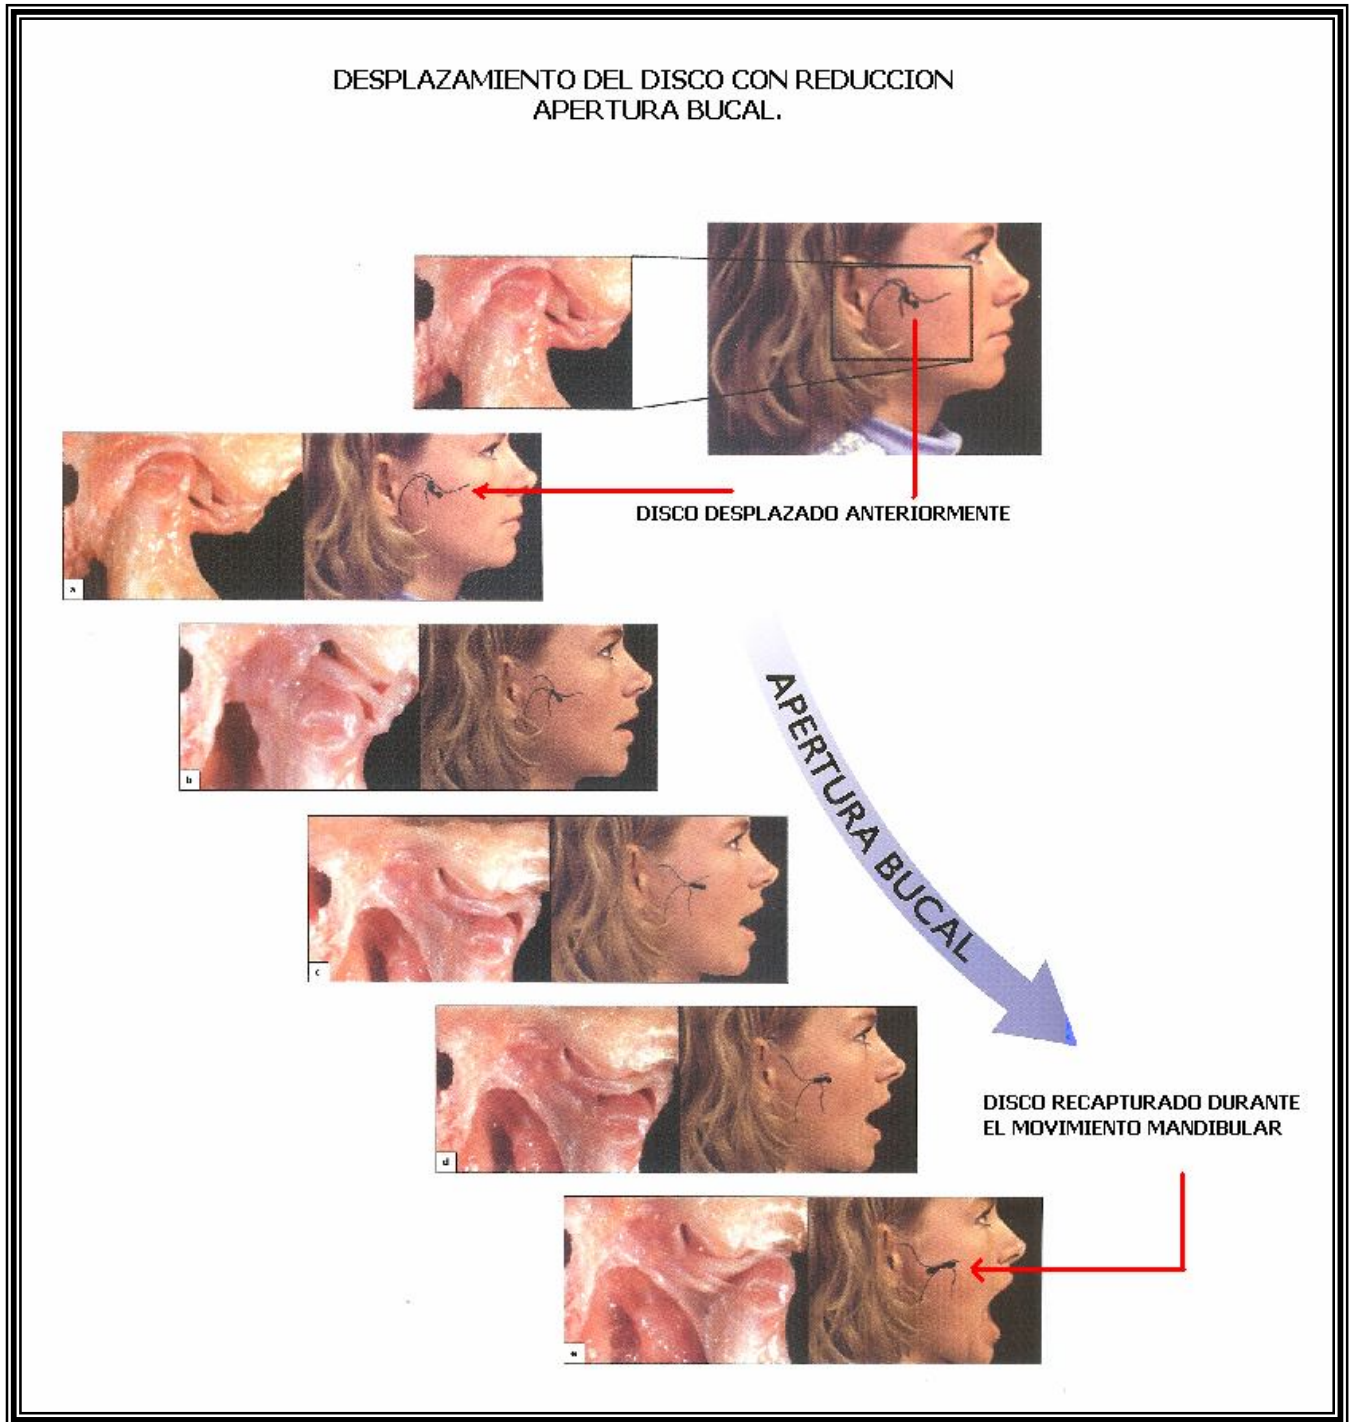 DESPLAZAMIENTO DEL DISCO CON REDUCCION
APERTURA BUCAL.
DISCO DESPLAZADO ANTERIORMENTE
a
b
APERTURA BUCAL
c
d
DISCO RECAPTURADO DURANTE
EL MOVIMIENTO MANDIBULAR
e